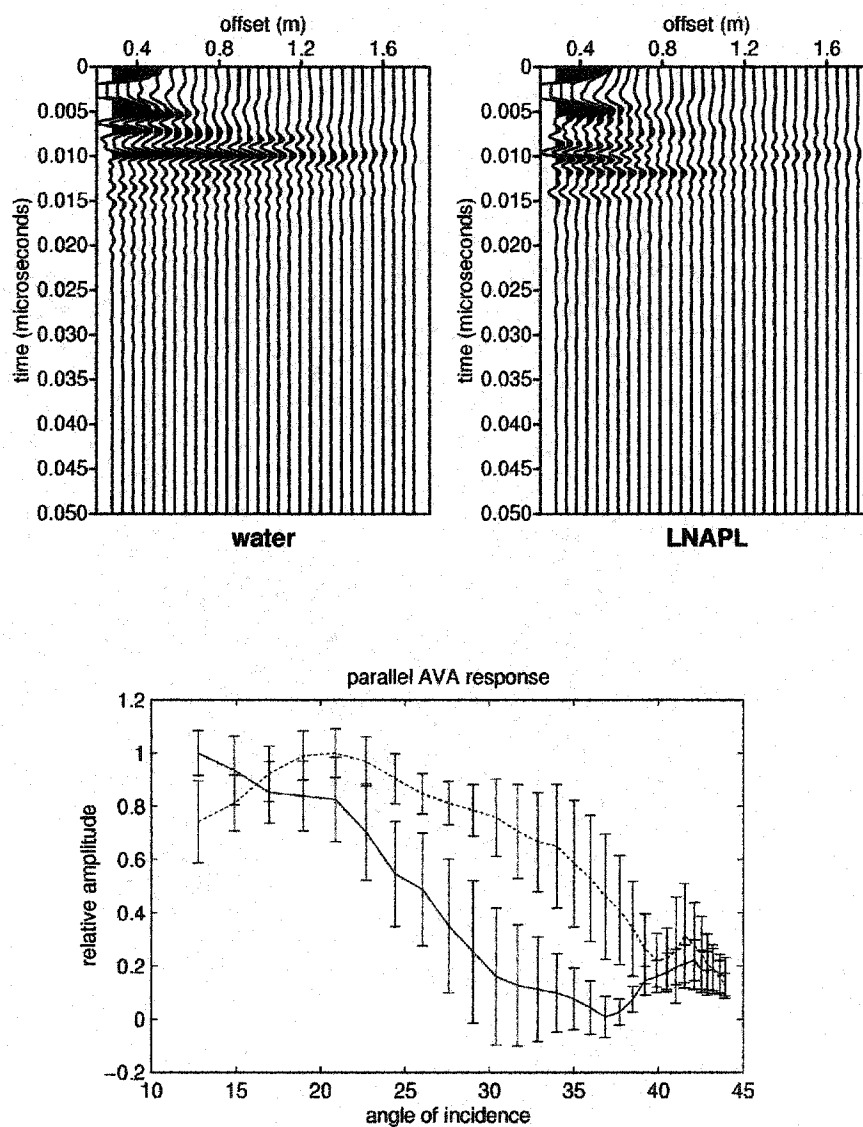 offset (m)
0.4 0.8 1.2 1.6
0
0.005
0.010
0.015
0.020
0.025
0.030
0.035
0.040
0.045
0.050
time (microseconds)
water
offset (m)
0.4 0.8 1.2 1.6
0
0.005
0.010
0.015
0.020
0.025
0.030
0.035
0.040
0.045
0.050
time (microseconds)
LNAPL
parallel AVA response
1.2
1
0.8
0.6
0.4
0.2
0
−0.2
relative amplitude
10 15 20 25 30 35 40 45
angle of incidence